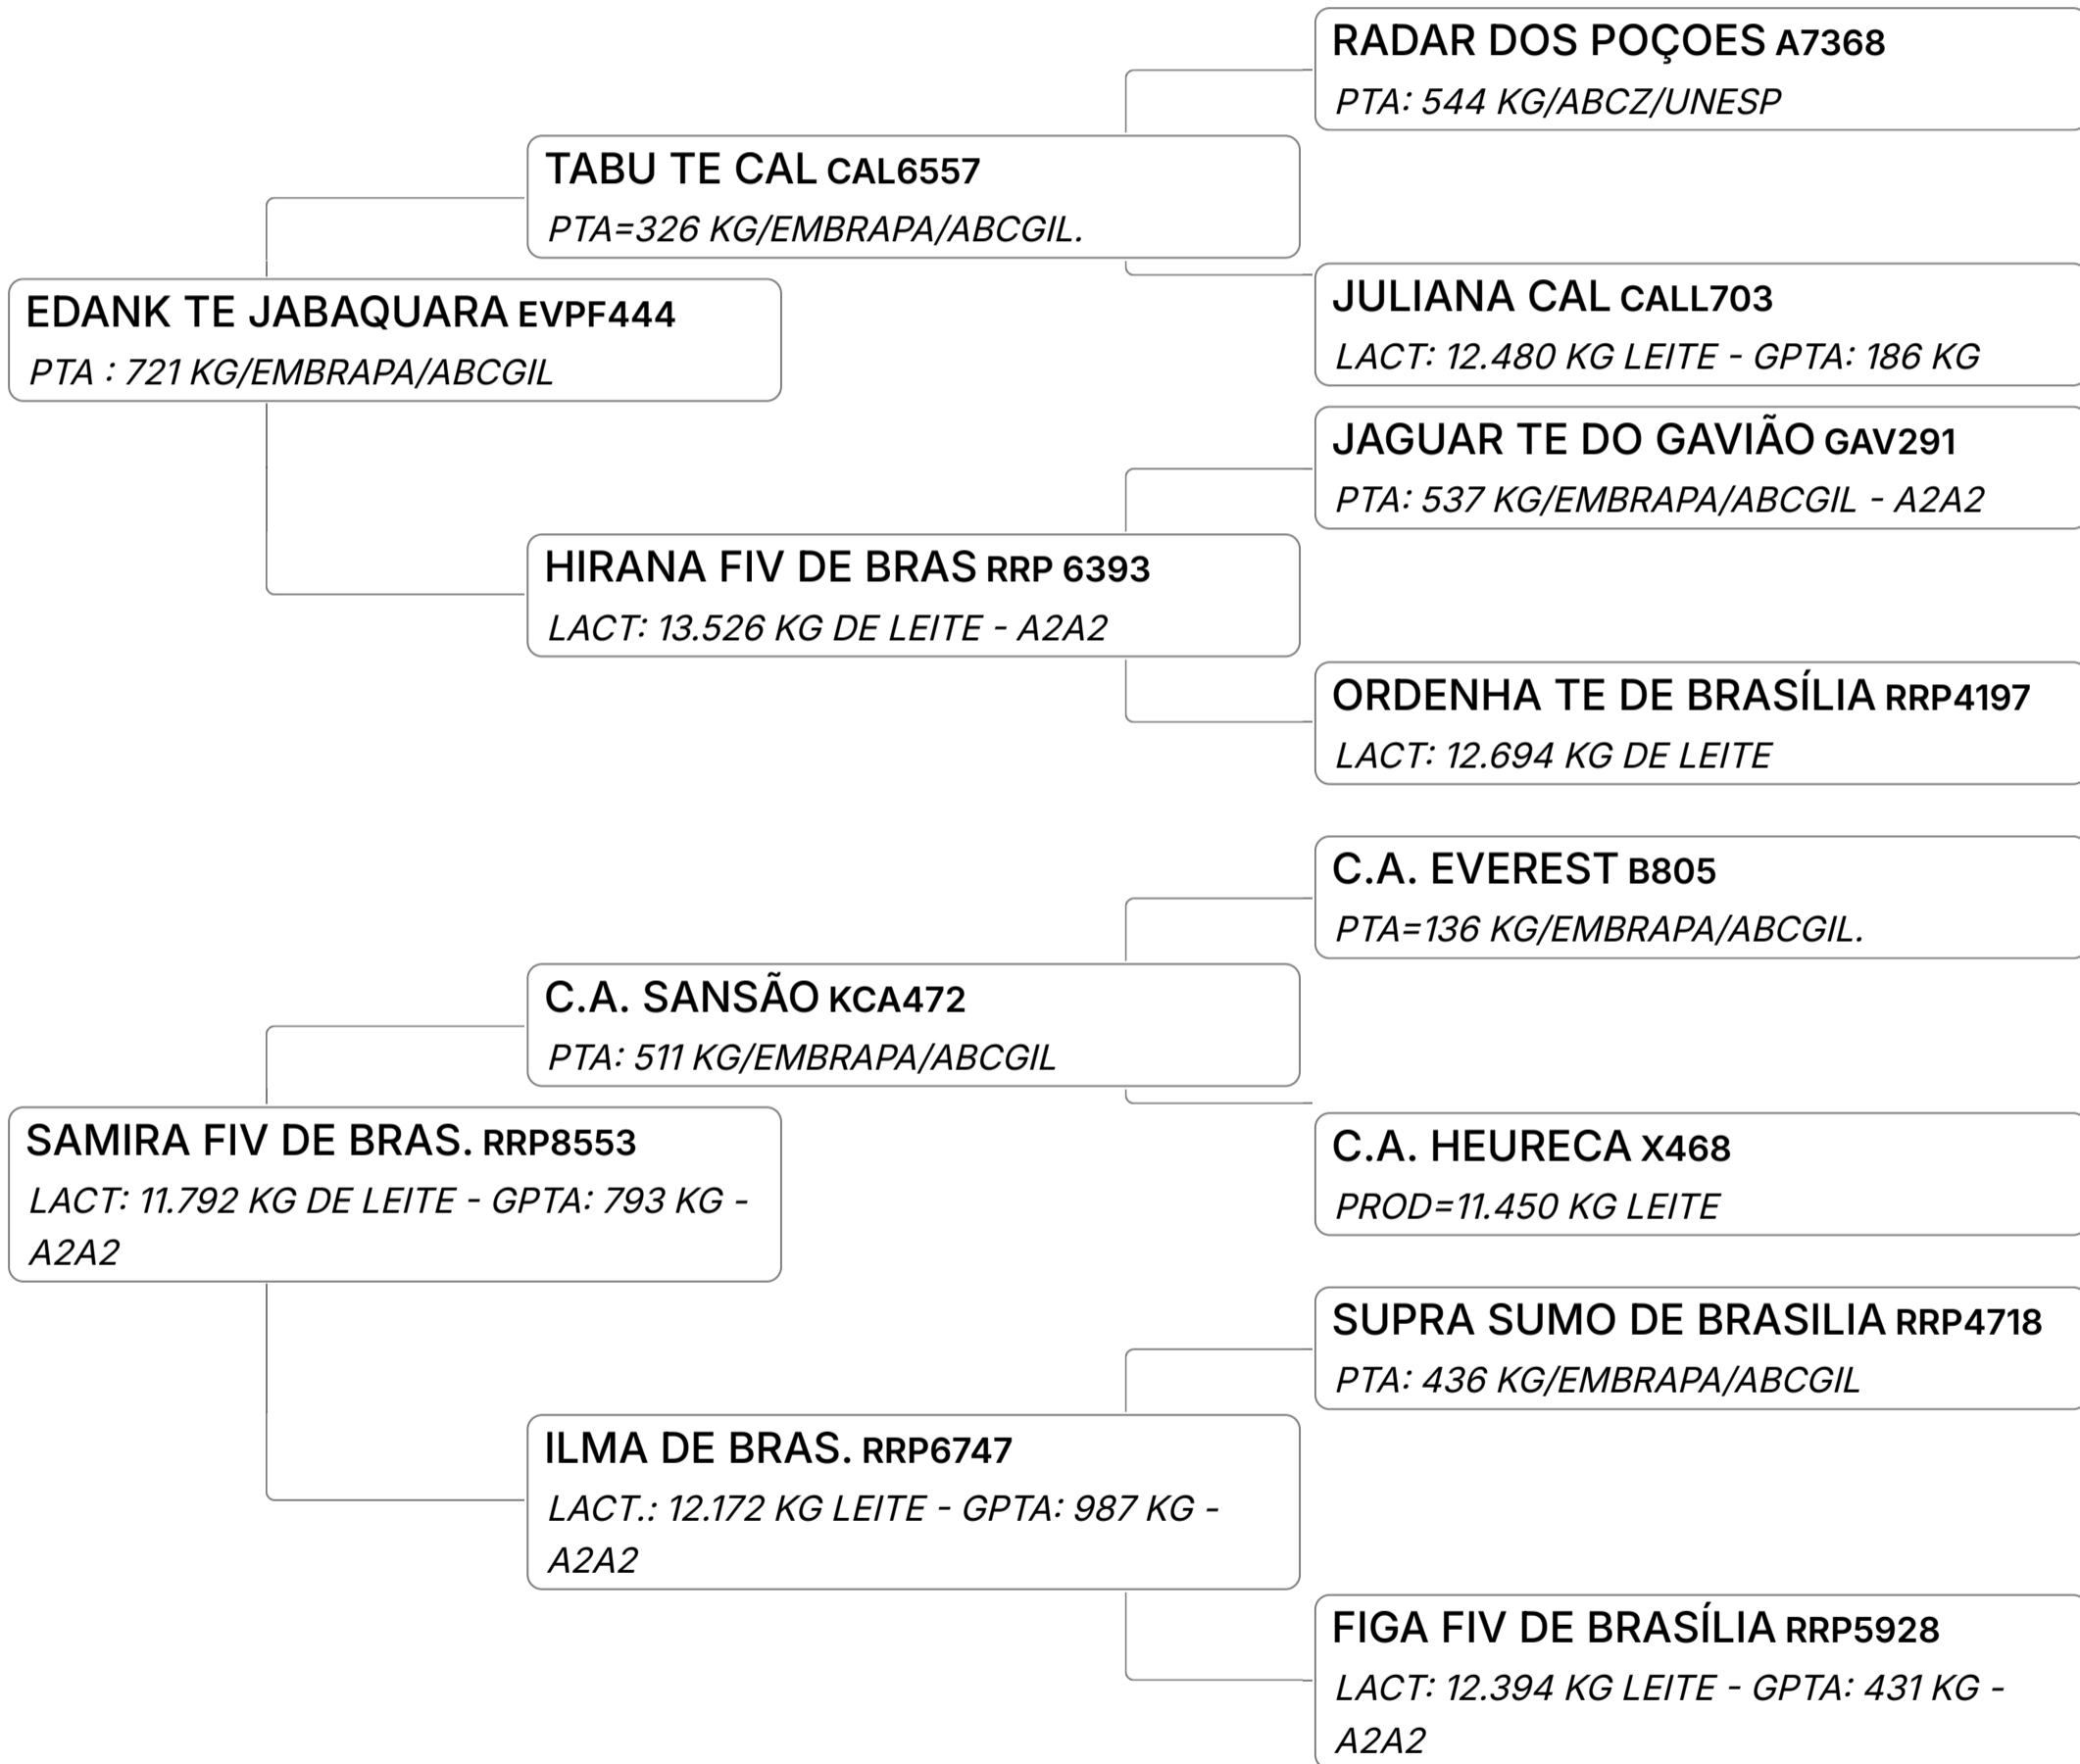 RADAR DOS POÇOES A7368
PTA: 544 KG/ABCZ/UNESP
TABU TE CAL CAL6557
PTA=326 KG/EMBRAPA/ABCGIL.
JULIANA CAL CALL703
LACT: 12.480 KG LEITE - GPTA: 186 KG
EDANK TE JABAQUARA EVPF444
PTA : 721 KG/EMBRAPA/ABCGIL
JAGUAR TE DO GAVIÃO GAV291
PTA: 537 KG/EMBRAPA/ABCGIL - A2A2
HIRANA FIV DE BRAS RRP 6393
LACT: 13.526 KG DE LEITE - A2A2
ORDENHA TE DE BRASÍLIA RRP4197
LACT: 12.694 KG DE LEITE
C.A. EVEREST B805
PTA=136 KG/EMBRAPA/ABCGIL.
C.A. SANSÃO KCA472
PTA: 511 KG/EMBRAPA/ABCGIL
C.A. HEURECA X468
PROD=11.450 KG LEITE
SAMIRA FIV DE BRAS. RRP8553
LACT: 11.792 KG DE LEITE - GPTA: 793 KG -
A2A2
SUPRA SUMO DE BRASILIA RRP4718
PTA: 436 KG/EMBRAPA/ABCGIL
ILMA DE BRAS. RRP6747
LACT.: 12.172 KG LEITE - GPTA: 987 KG -
A2A2
FIGA FIV DE BRASÍLIA RRP5928
LACT: 12.394 KG LEITE - GPTA: 431 KG -
A2A2